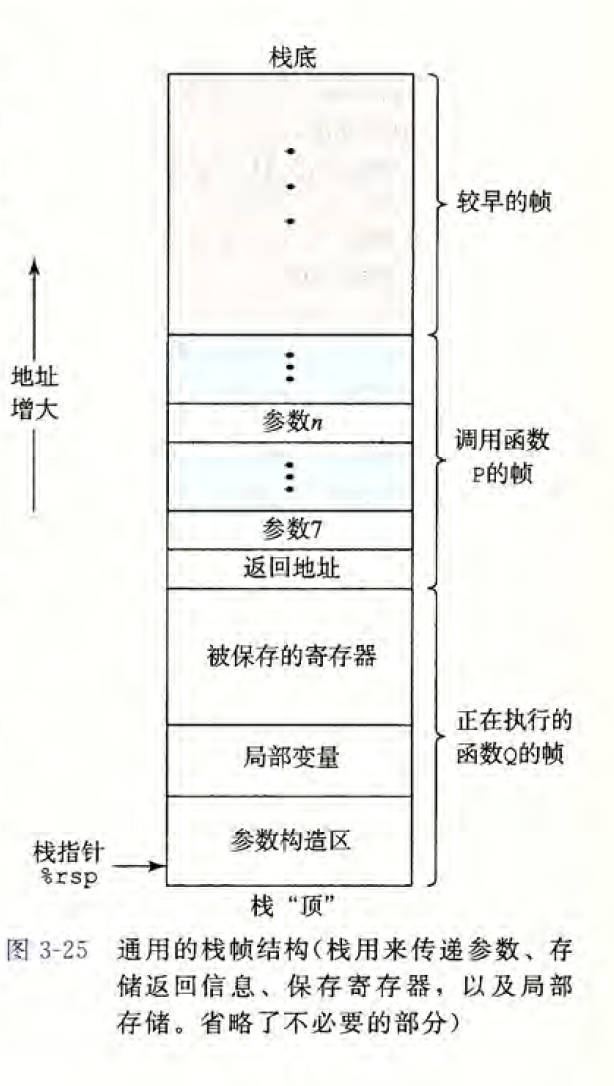 栈底
较早的帧
地址
增大
参数n
调用函数
P的帧
参数7
返回地址
被保存的寄存器
正在执行的
函数Q的帧
局部变量
参数构造区
栈指针
%rsp
栈“顶”
图 3-25 通用的栈帧结构(栈用来传递参数、存
储返回信息、保存寄存器，以及局部
存储。省略了不必要的部分)